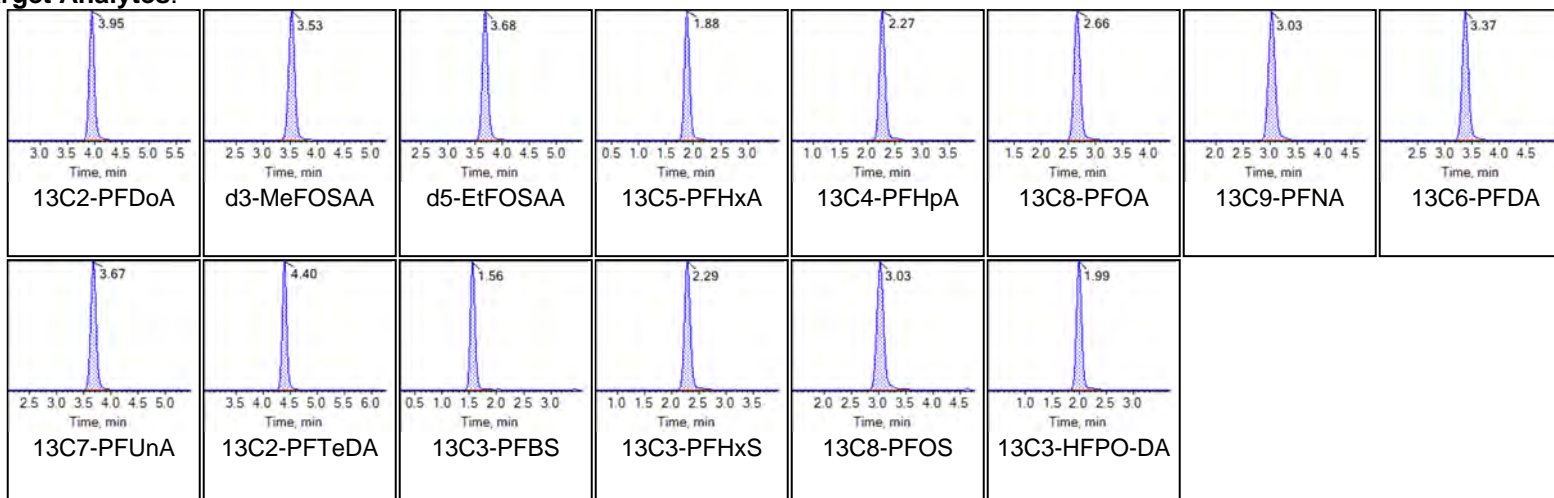 rget Analytes:
3.95 3.53 3.68 1.88 2.27 2.66 3.03 3.37
3.0 3.5 4.0 4.5 5.0 5.5 2.5 3.0 3.5 4.0 4.5 5.0 2.5 3.0 3.5 4.0 4.5 5.0 0.5 1.0 1.5 2.0 2.5 3.0 1.0 1.5 2.0 2.5 3.0 3.5 1.5 2.0 2.5 3.0 3.5 4.0 2.0 2.5 3.0 3.5 4.0 4.5 2.5 3.0 3.5 4.0 4.5
Time, min Time, min Time, min Time, min Time, min Time, min Time, min Time, min
13C2-PFDoA d3-MeFOSAA d5-EtFOSAA 13C5-PFHxA 13C4-PFHpA 13C8-PFOA 13C9-PFNA 13C6-PFDA
3.67 4.40 1.56 2.29 3.03 1.99
2.5 3.0 3.5 4.0 4.5 5.0 3.5 4.0 4.5 5.0 5.5 6.0 0.5 1.0 1.5 2.0 2.5 3.0 1.0 1.5 2.0 2.5 3.0 3.5 2.0 2.5 3.0 3.5 4.0 4.5 1.0 1.5 2.0 2.5 3.0
Time, min Time, min Time, min Time, min Time, min Time, min
13C7-PFUnA 13C2-PFTeDA 13C3-PFBS 13C3-PFHxS 13C8-PFOS 13C3-HFPO-DA